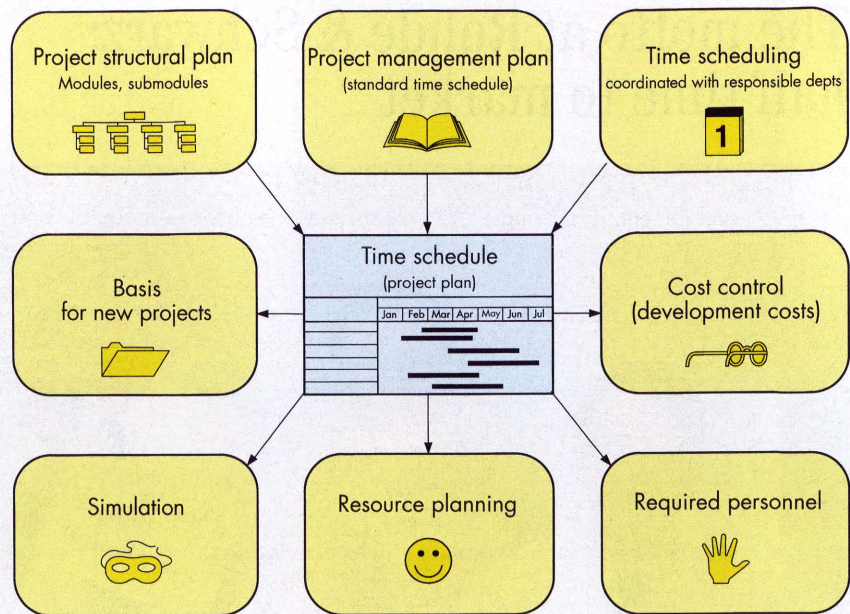 Project structural plan
Modules, submodules
Project management plan
(standard time schedule)
Time scheduling
coordinated with responsible depts
1
Basis
for new projects
Time schedule
(project plan)
Jan Feb Mar Apr May Jun Jul
Cost control
(development costs)
Simulation
Resource planning
Required personnel